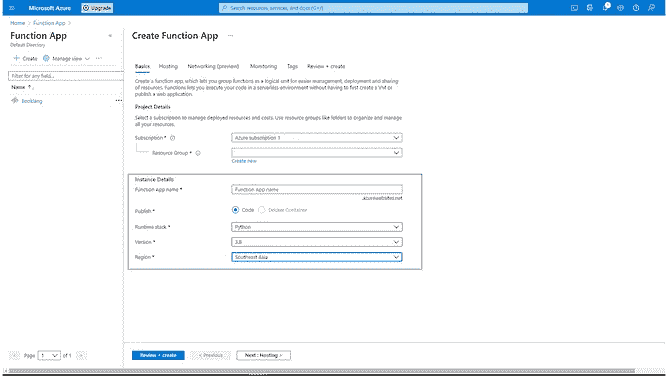 Microsoft Azure
Upgrade
Search resources, services, and docs (G+/)
Home > Function App >
Function App
Default Directory
Create
Manage view
Filter for any field...
Name
Booklang
Page 1 of 1
Create Function App
Basics Hosting Networking (preview) Monitoring Tags Review + create
Create a function app, which lets you group functions as a logical unit for easier management, deployment and sharing
of resources. Functions lets you execute your code in a serverless environment without having to first create a VM or
publish a web application.
Project Details
Select a subscription to manage deployed resources and costs. Use resource groups like folders to organize and manage
all your resources.
Subscription * Azure subscription 1
Resource Group *
Create new
Instance Details
Function App name * Function App name
.azurewebsites.net
Publish * Code Docker Container
Runtime stack * Python
Version * 3.8
Region * Southeast Asia
Review + create < Previous Next : Hosting >